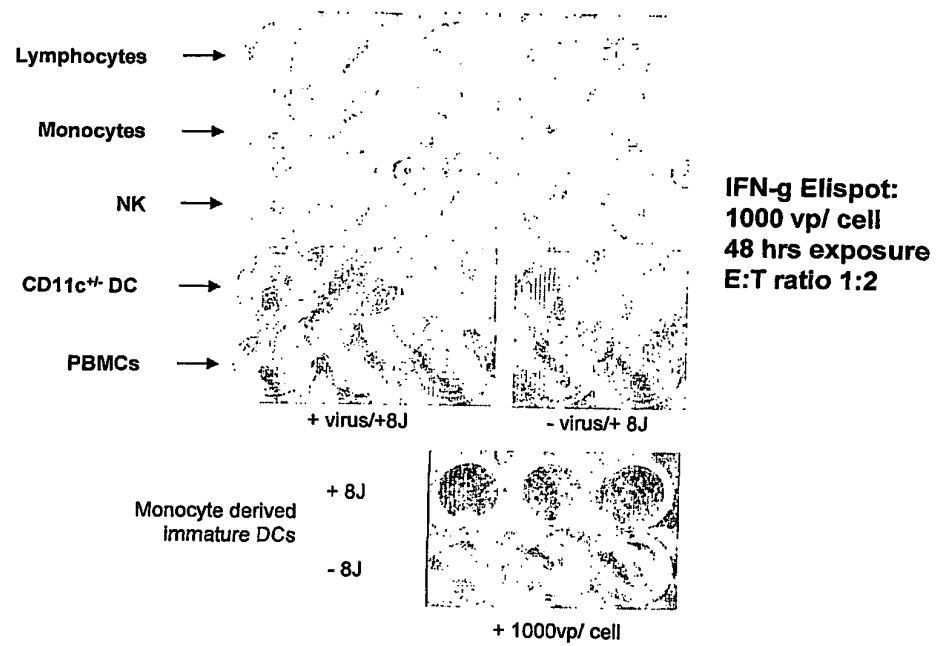 Lymphocytes
Monocytes
NK
CD11c+/- DC
PBMCs
+ virus/+8J
- virus/+ 8J
IFN-g Elispot:
1000 vp/ cell
48 hrs exposure
E:T ratio 1:2
Monocyte derived
immature DCs
+ 8J
- 8J
+ 1000vp/ cell